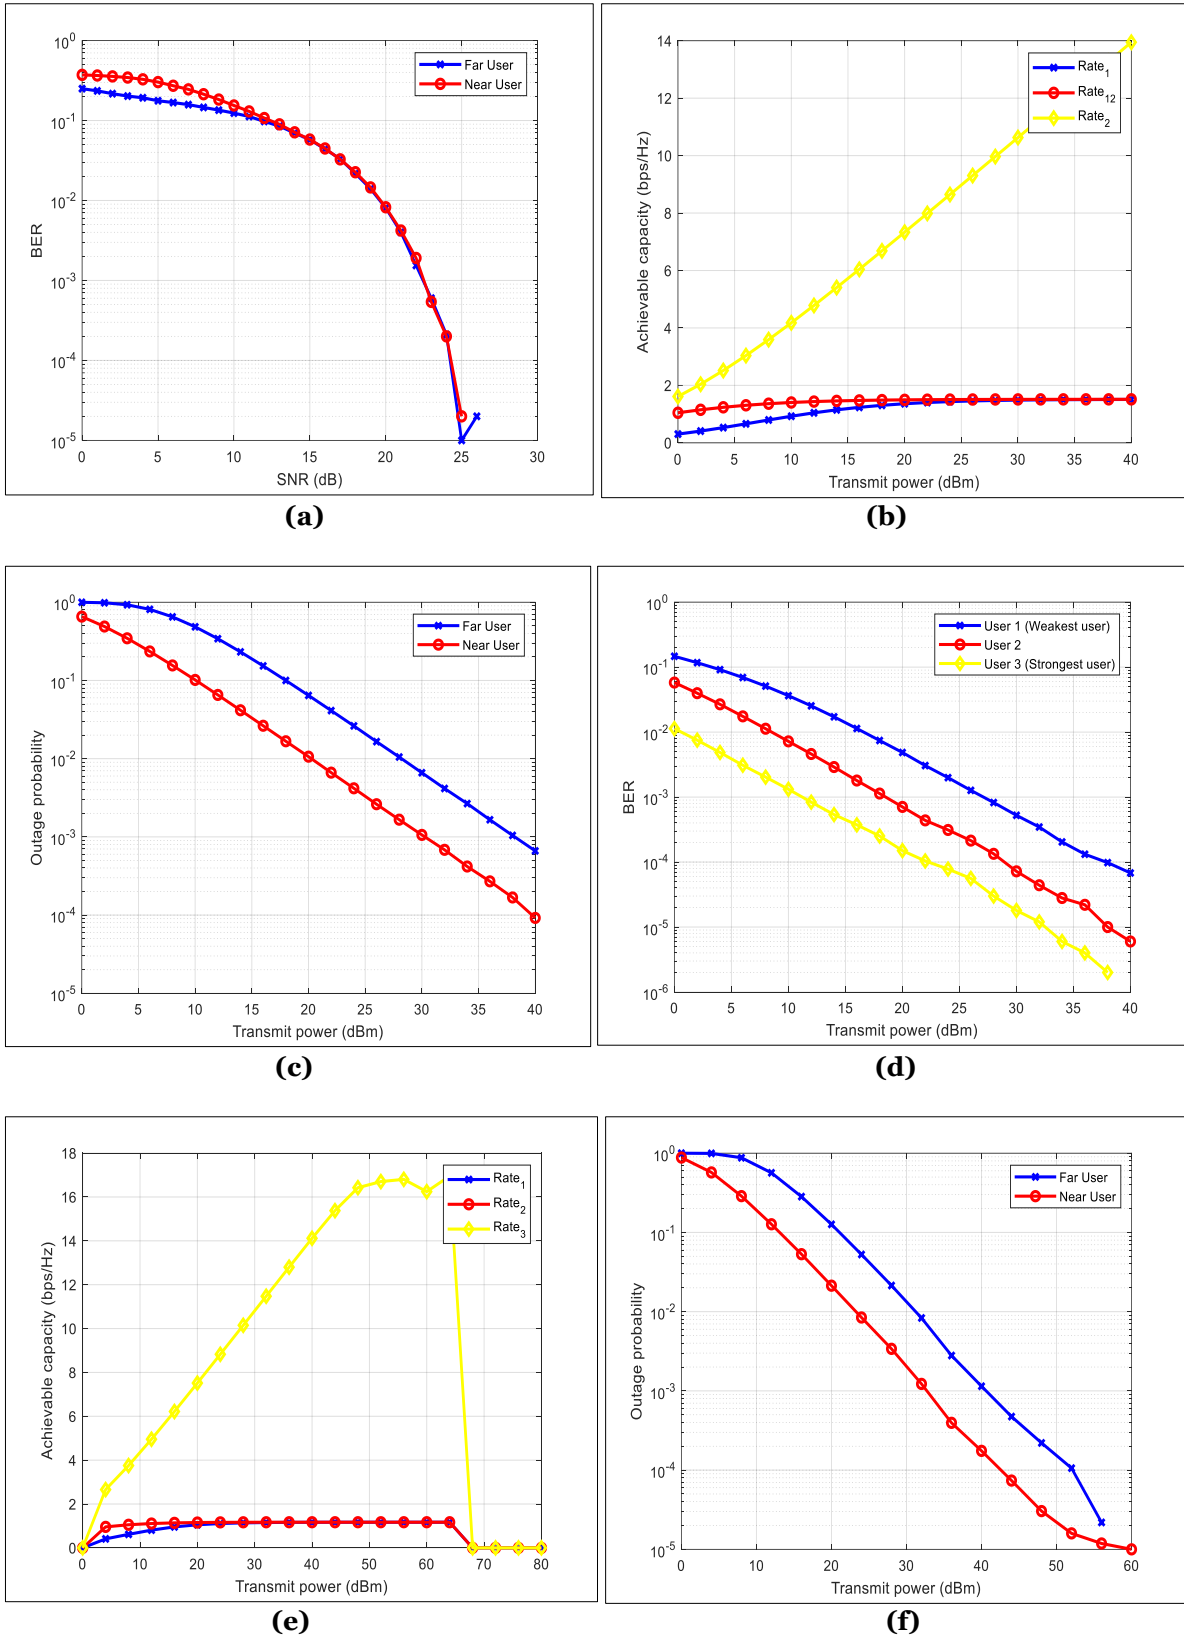 10^0
10^-1
10^-2
10^-3
10^-4
10^-5
BER
0 5 10 15 20 25 30
SNR (dB)
Far User
Near User
(a)
14
12
10
8
6
4
2
0
Achievable capacity (bps/Hz)
0 5 10 15 20 25 30 35 40
Transmit power (dBm)
Rate_1
Rate_12
Rate_2
(b)
10^0
10^-1
10^-2
10^-3
10^-4
10^-5
Outage probability
0 5 10 15 20 25 30 35 40
Transmit power (dBm)
Far User
Near User
(c)
10^0
10^-1
10^-2
10^-3
10^-4
10^-5
10^-6
BER
0 5 10 15 20 25 30 35 40
Transmit power (dBm)
User 1 (Weakest user)
User 2
User 3 (Strongest user)
(d)
18
16
14
12
10
8
6
4
2
0
Achievable capacity (bps/Hz)
0 10 20 30 40 50 60 70 80
Transmit power (dBm)
Rate_1
Rate_2
Rate_3
(e)
10^0
10^-1
10^-2
10^-3
10^-4
10^-5
Outage probability
0 10 20 30 40 50 60
Transmit power (dBm)
Far User
Near User
(f)